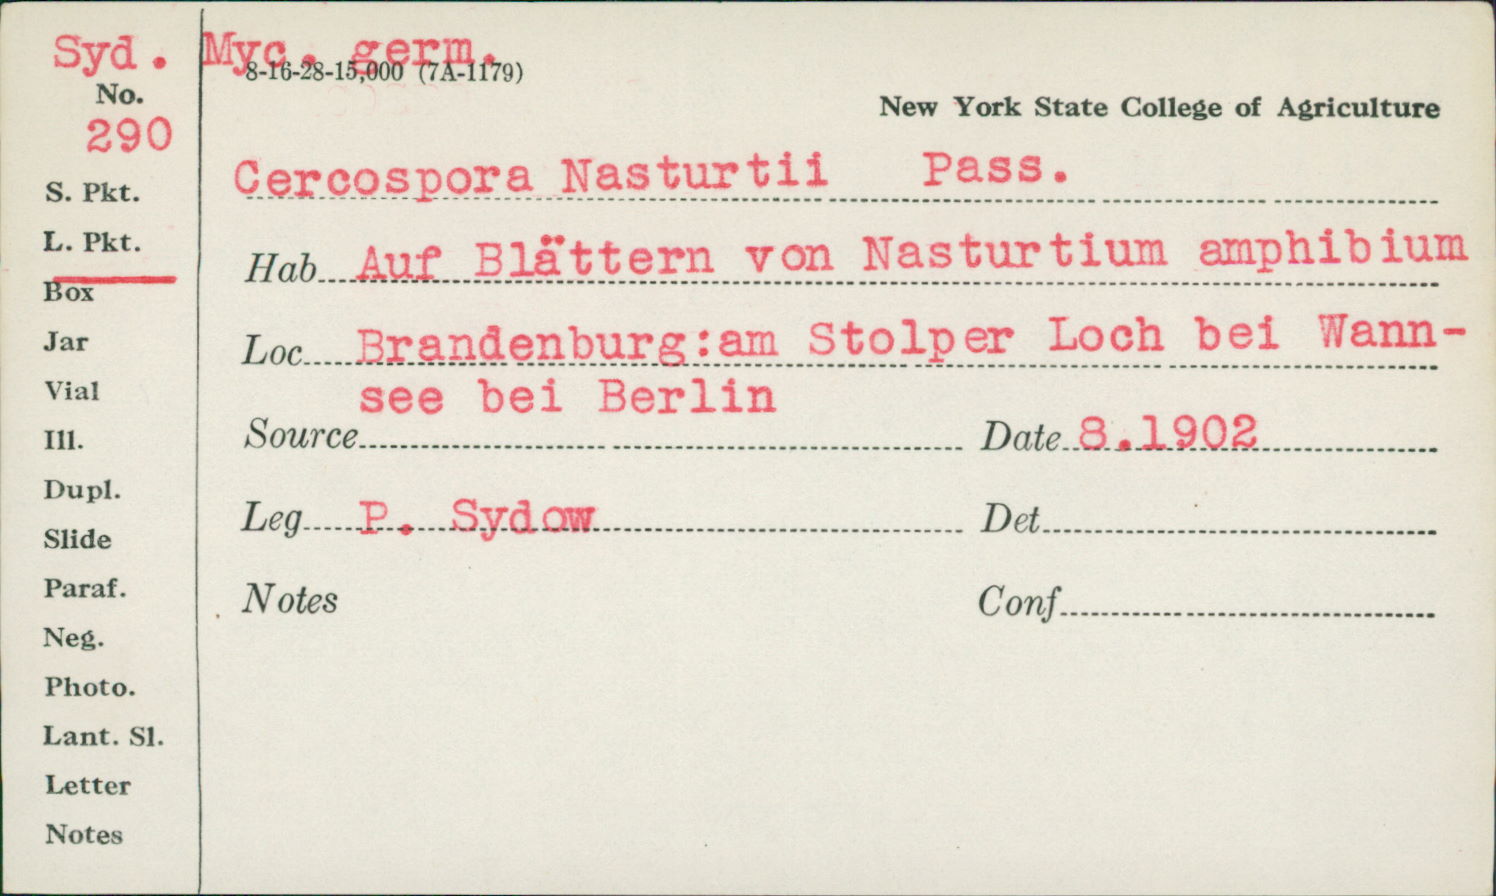 Syd. Myc. germ.
8-16-28-15,000 (7A-1179)
No.
290
New York State College of Agriculture
Cercospora Nasturtii Pass.
S. Pkt.
L. Pkt.
Hab Auf Blättern von Nasturtium amphibium
Box
Jar
Loc Brandenburg:am Stolper Loch bei Wann-
see bei Berlin
Vial
Ill.
Source Date 8.1902
Dupl.
Leg P. Sydow Det
Slide
Paraf.
Notes Conf
Neg.
Photo.
Lant. Sl.
Letter
Notes